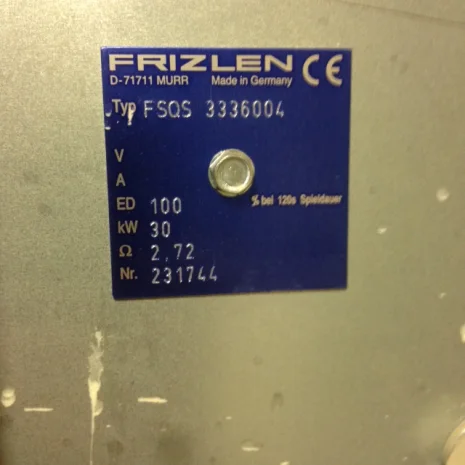 FRIZLEN CE
D-71711 MURR Made in Germany
Typ FSQS 3336004
V
A
ED 100 % bei 120s Spieldauer
kW 30
Ω 2,72
Nr. 231744